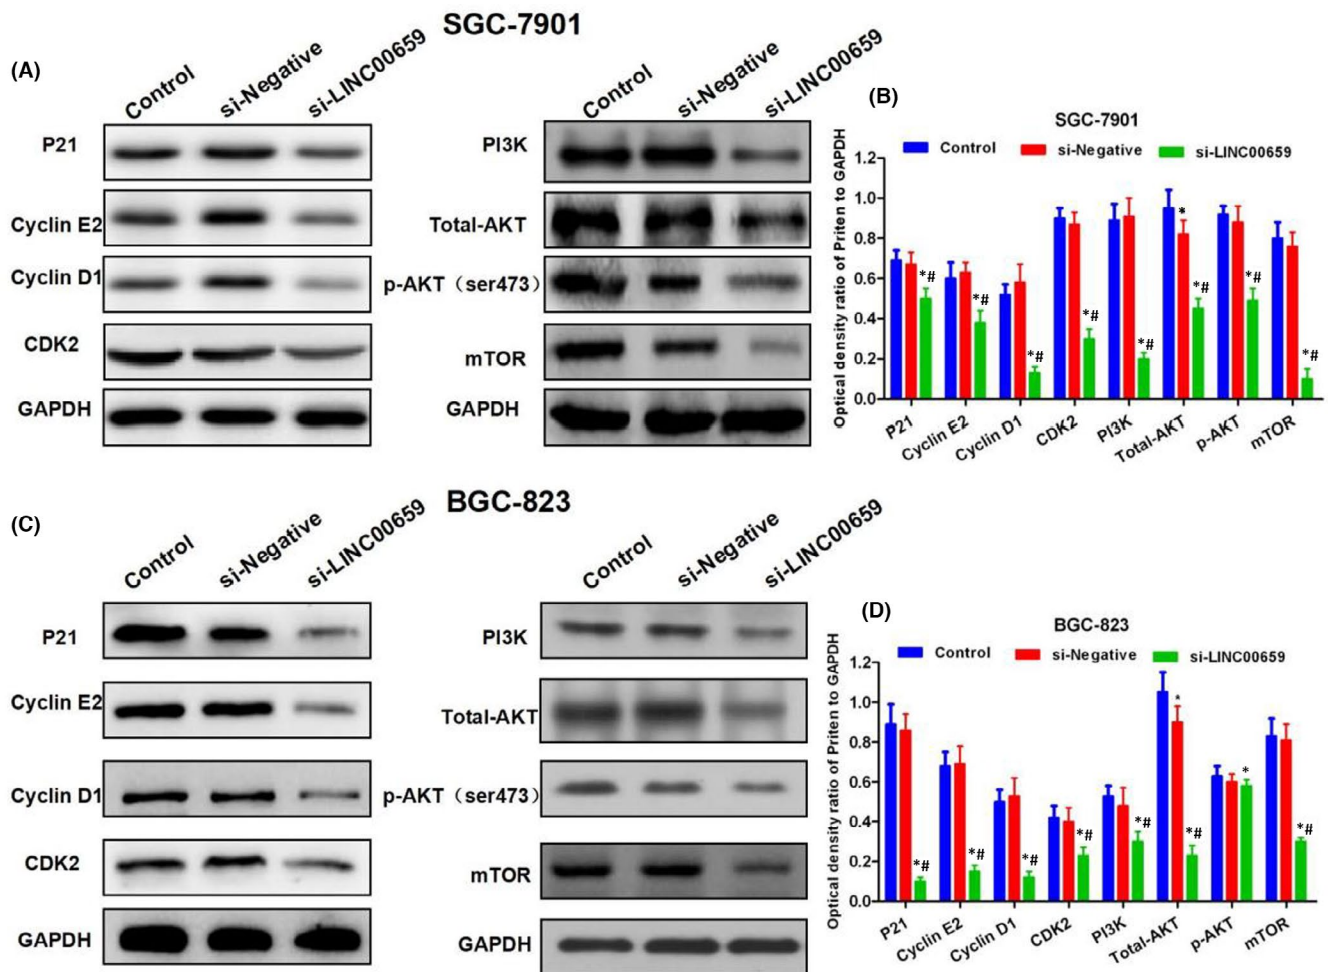 SGC-7901
(A)
Control si-Negative si-LINC00659
P21
Cyclin E2
Cyclin D1
CDK2
GAPDH
Control si-Negative si-LINC00659
PI3K
Total-AKT
p-AKT（ser473）
mTOR
GAPDH
(B)
SGC-7901
Control si-Negative si-LINC00659
Optical density ratio of Priten to GAPDH
1.2
1.0
0.8
0.6
0.4
0.2
0.0
*# *# *# *# *# * *# *# *#
P21 Cyclin E2 Cyclin D1 CDK2 PI3K Total-AKT p-AKT mTOR
BGC-823
(C)
Control si-Negative si-LINC00659
P21
Cyclin E2
Cyclin D1
CDK2
GAPDH
Control si-Negative si-LINC00659
PI3K
Total-AKT
p-AKT（ser473）
mTOR
GAPDH
(D)
BGC-823
Control si-Negative si-LINC00659
Optical density ratio of Priten to GAPDH
1.2
1.0
0.8
0.6
0.4
0.2
0.0
*# *# *# *# *# * *# * *#
P21 Cyclin E2 Cyclin D1 CDK2 PI3K Total-AKT p-AKT mTOR